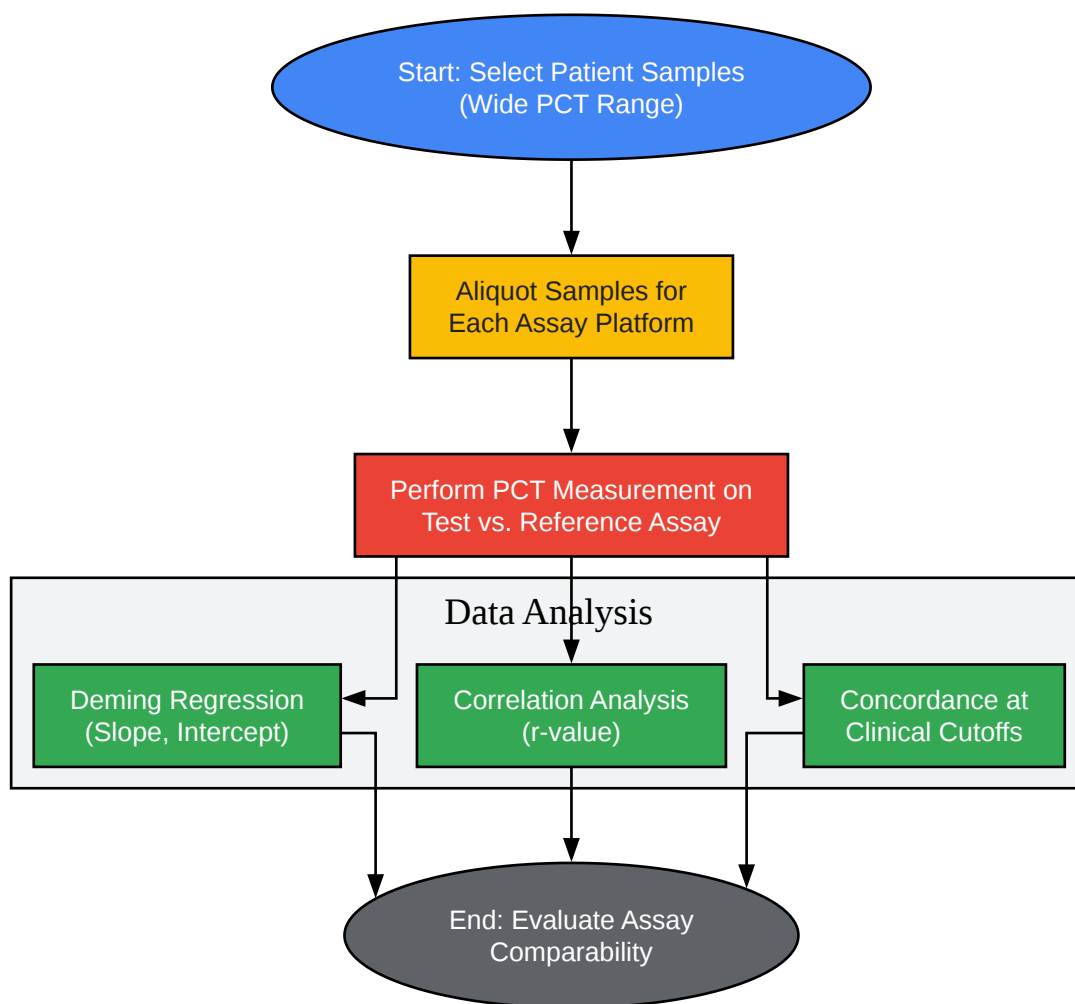 Start: Select Patient Samples
(Wide PCT Range)
Aliquot Samples for
Each Assay Platform
Perform PCT Measurement on
Test vs. Reference Assay
Data Analysis
Deming Regression
(Slope, Intercept)
Correlation Analysis
(r-value)
Concordance at
Clinical Cutoffs
End: Evaluate Assay
Comparability